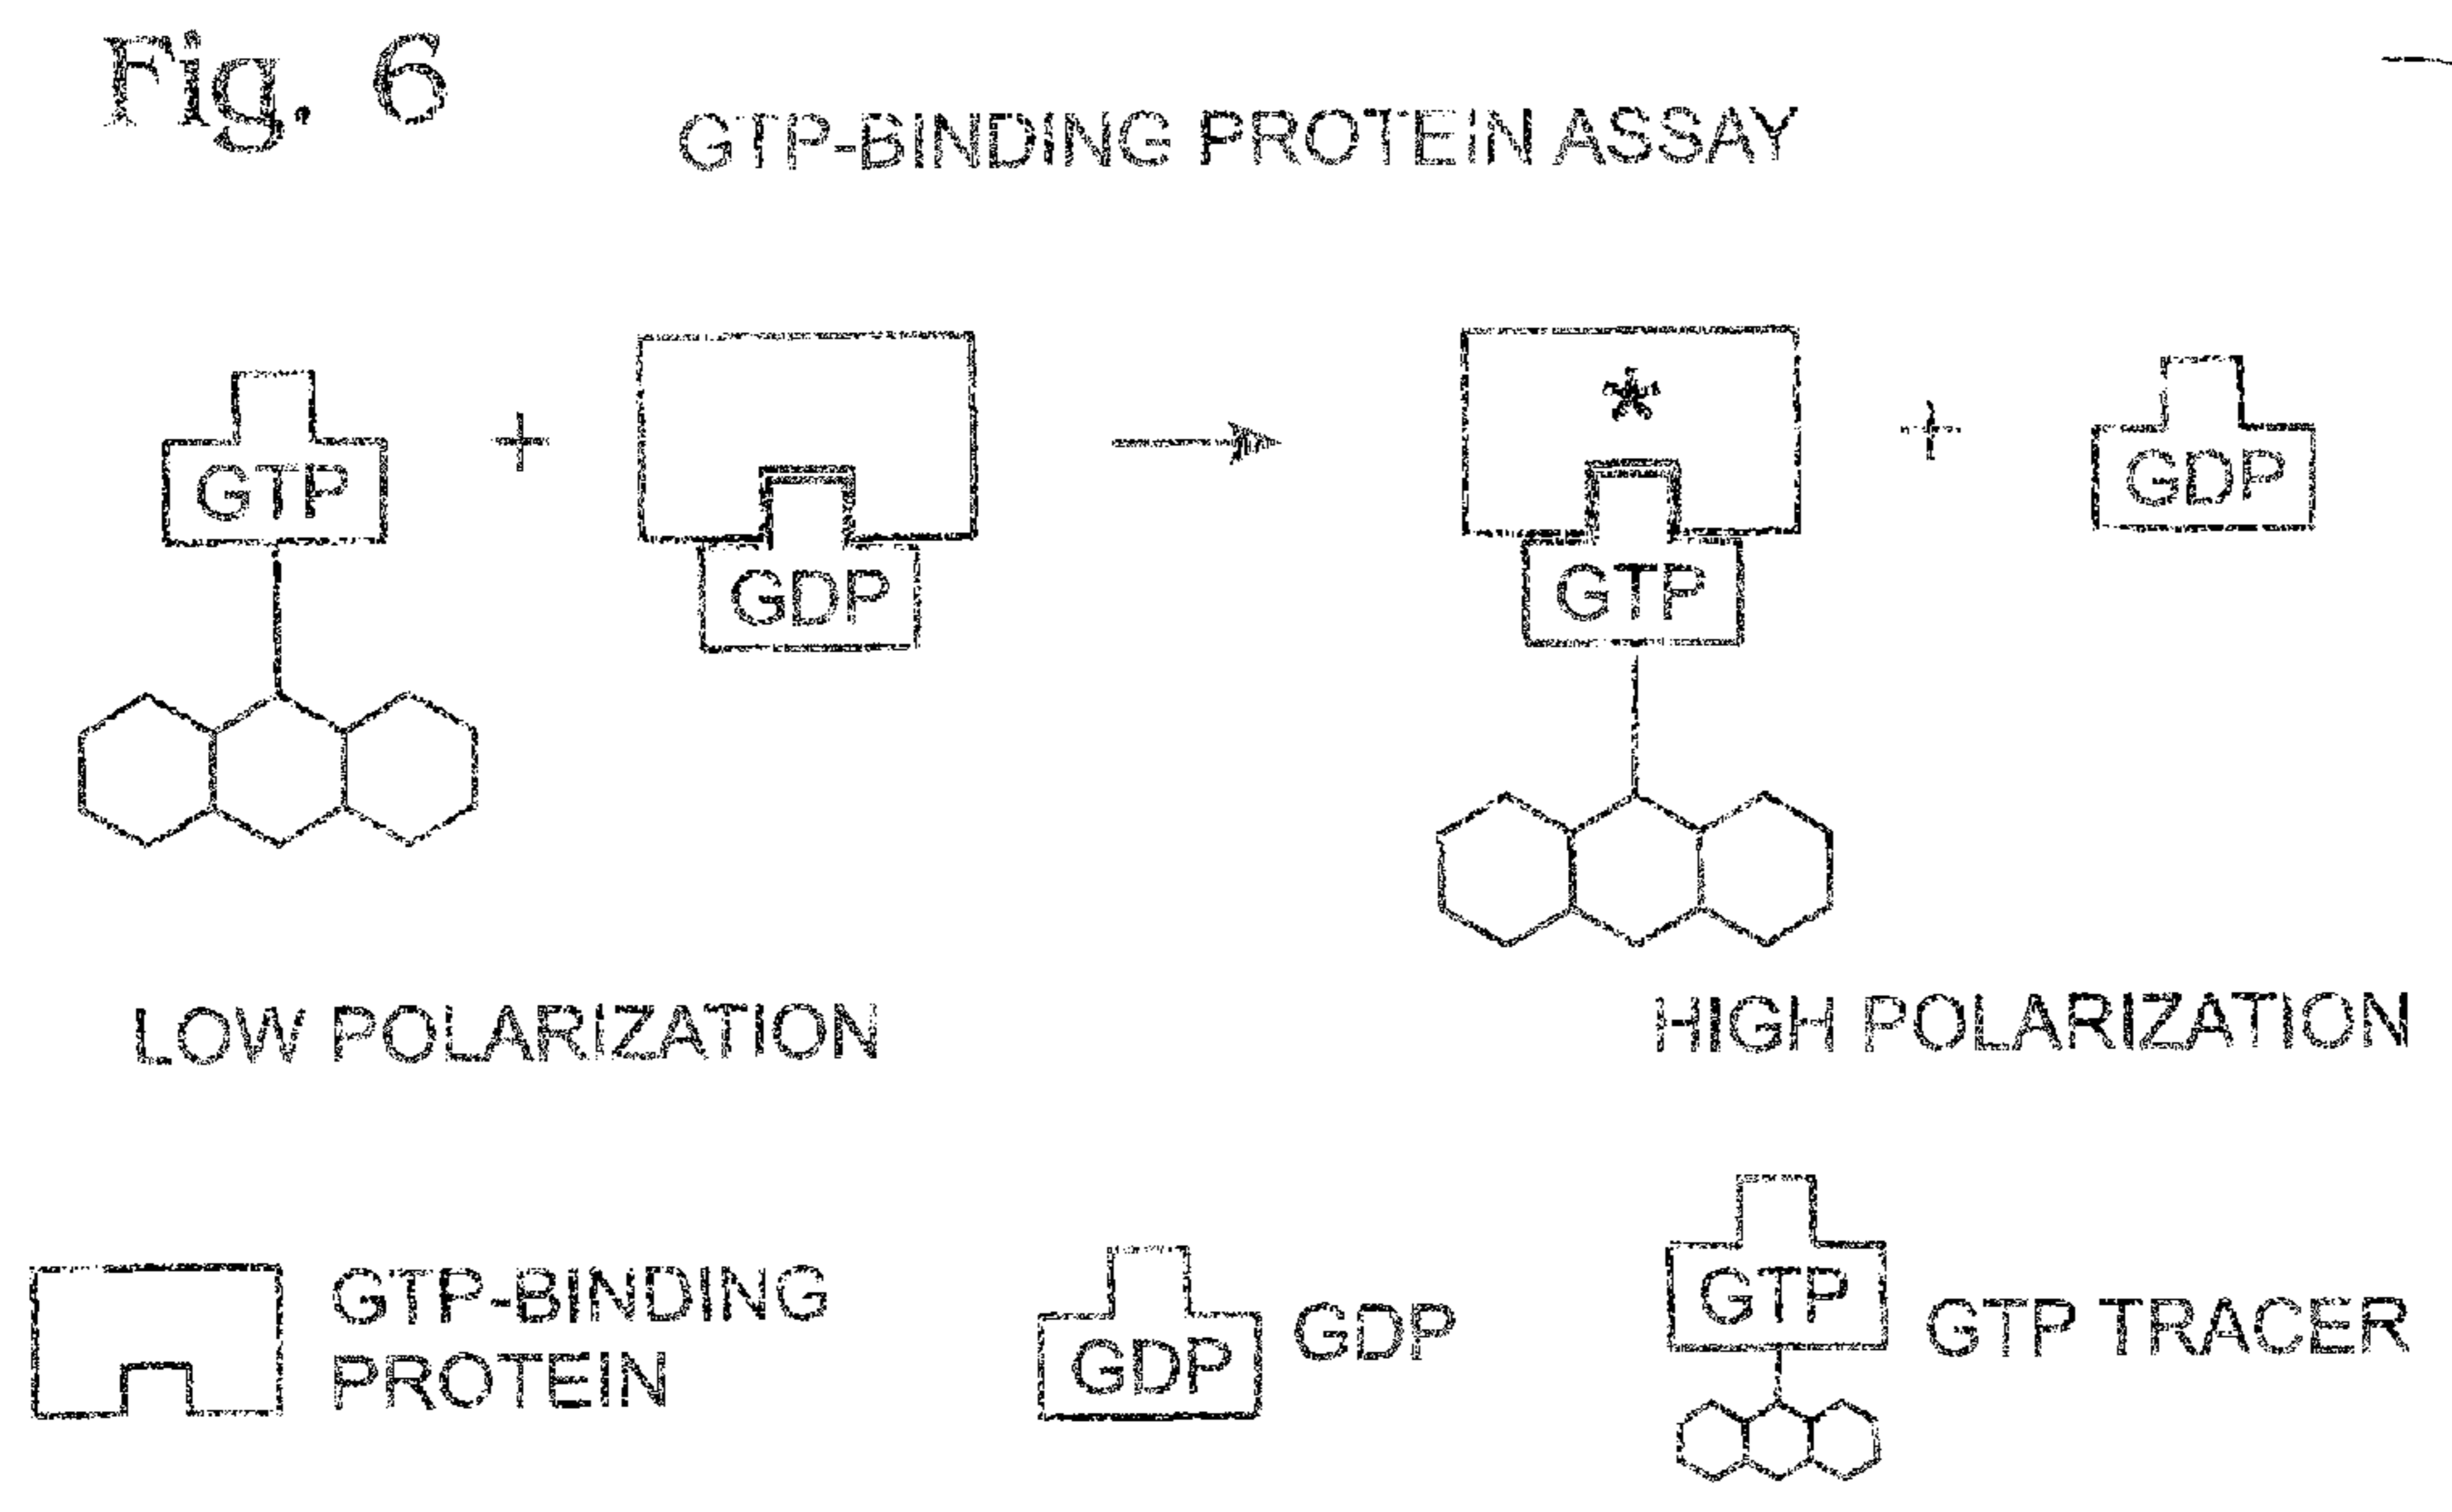 Fig. 6
GTP-BINDING PROTEIN ASSAY
GTP
+
GDP
*
GTP
+
GDP
LOW POLARIZATION
HIGH POLARIZATION
GTP-BINDING
PROTEIN
GDP
GDP
GTP
GTP TRACER